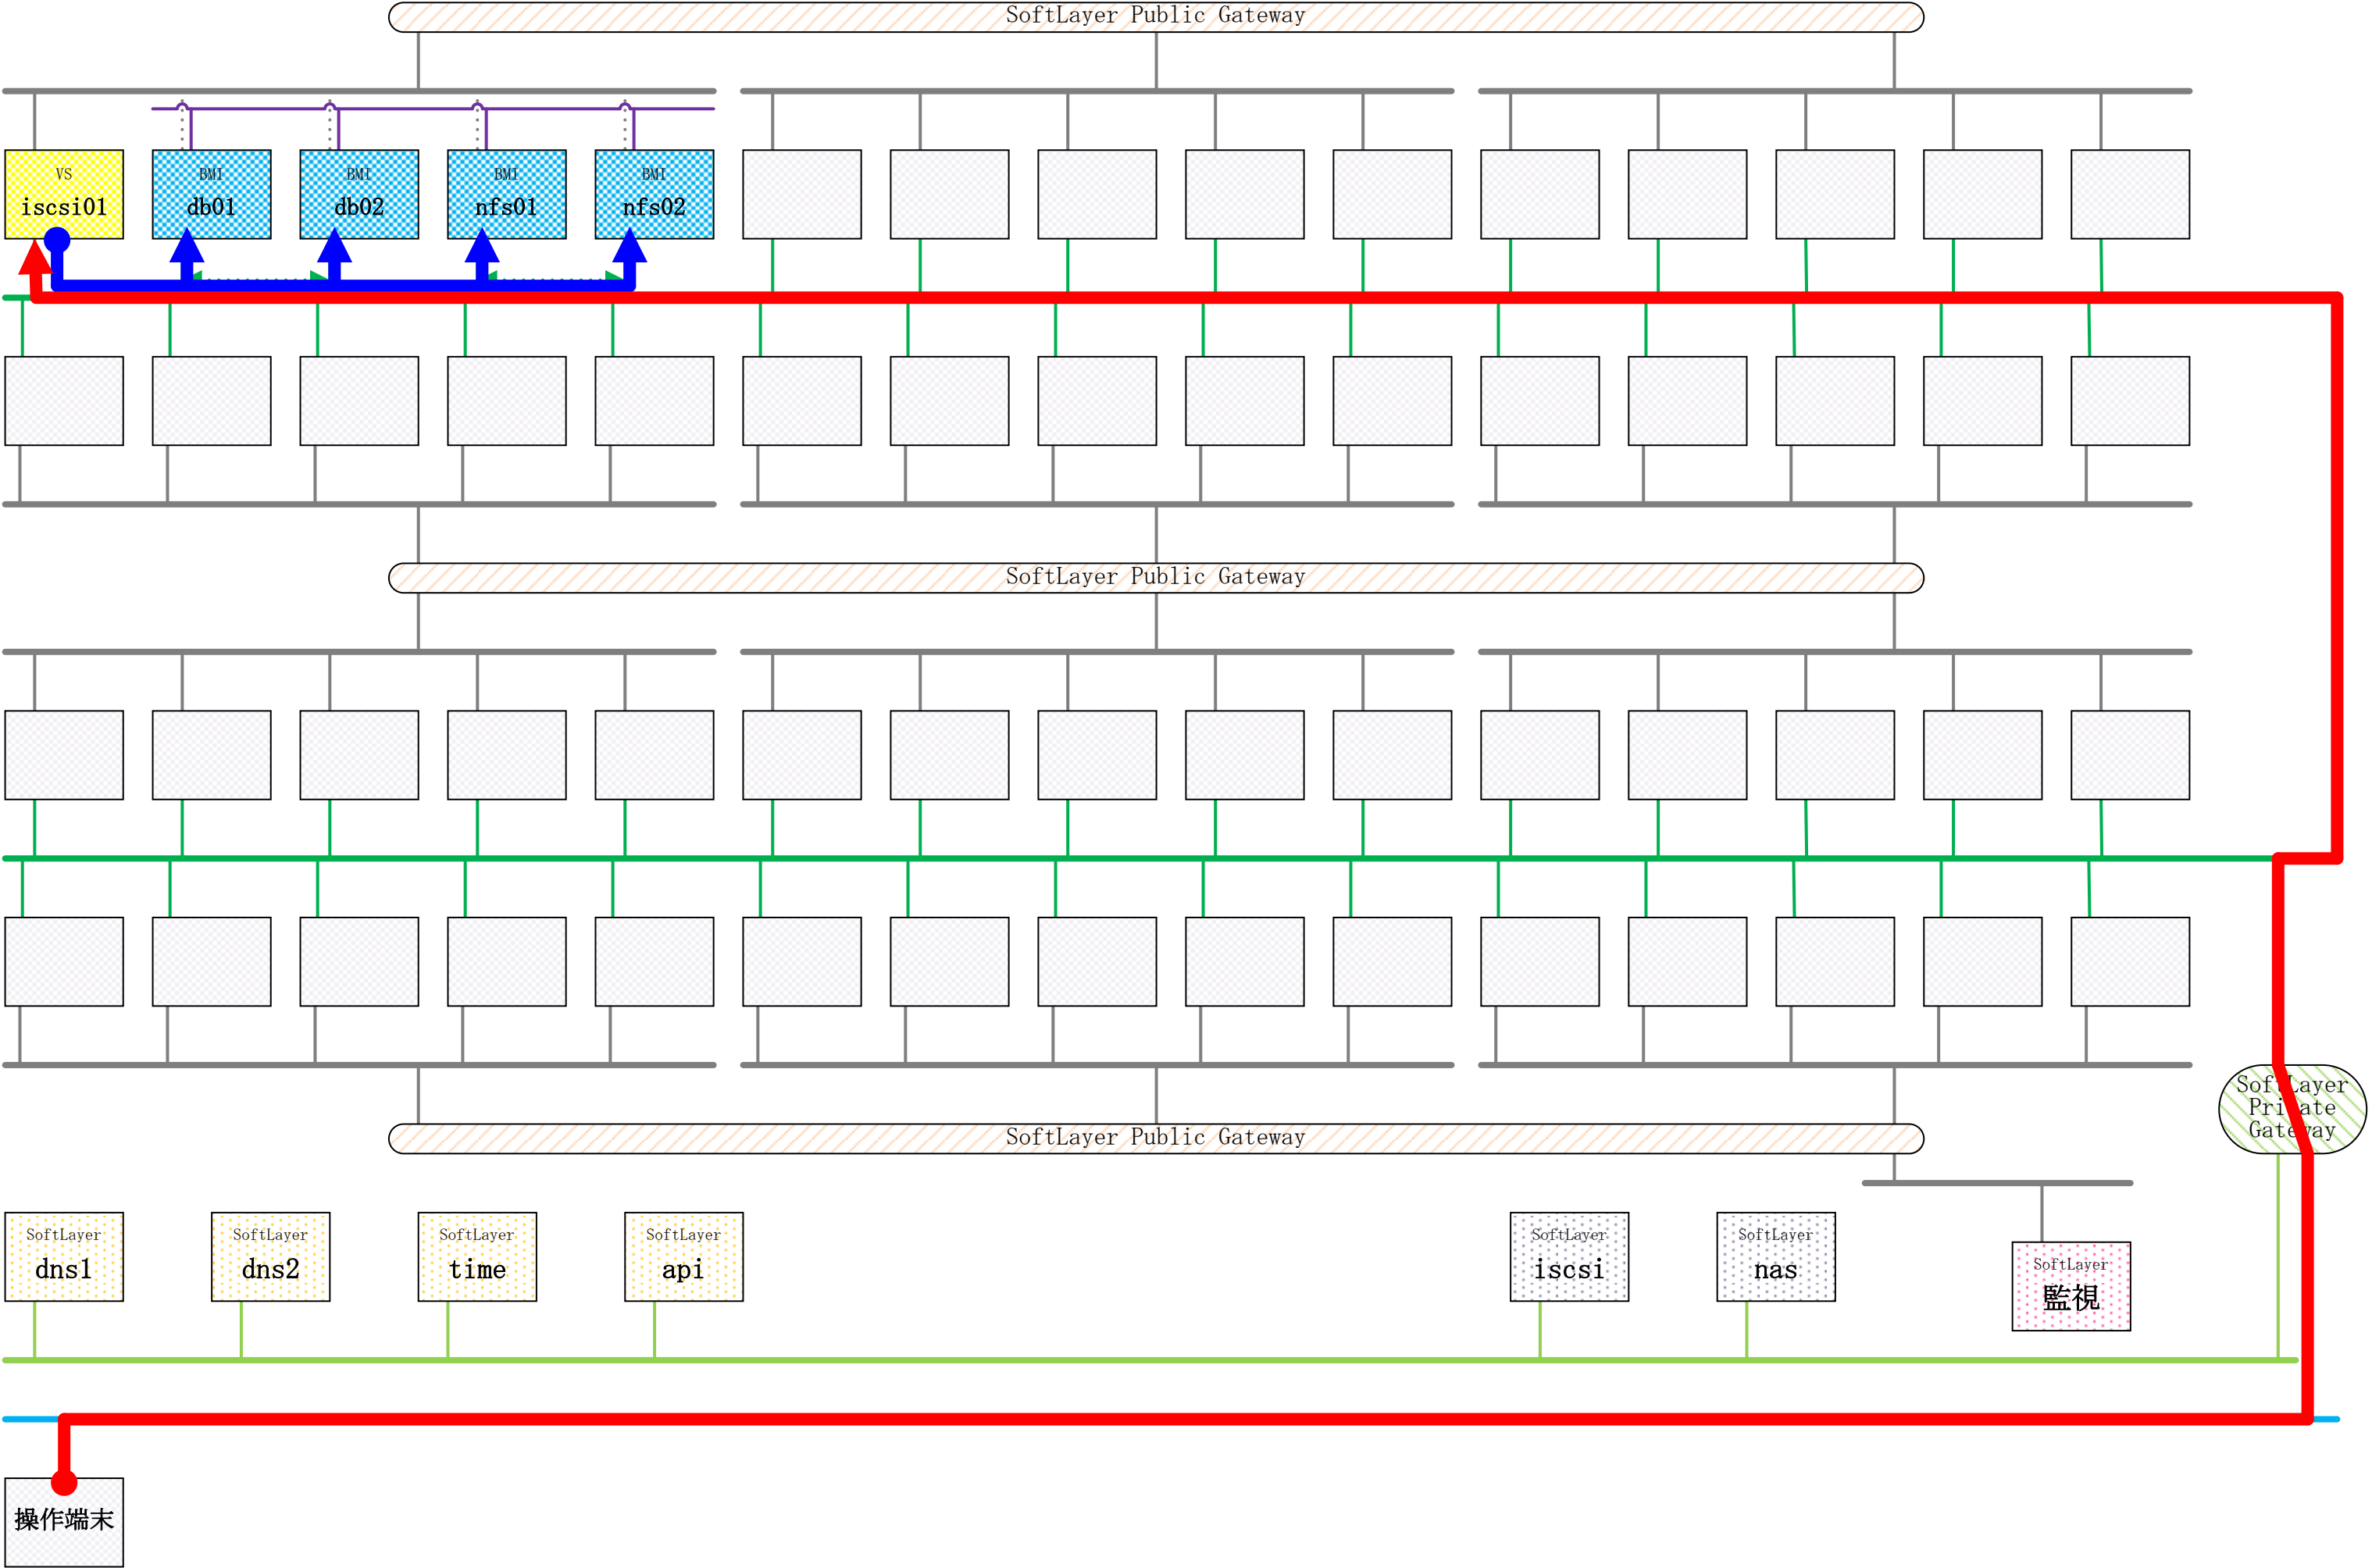 SoftLayer Public Gateway
VS
iscsi01
BMI
db01
BMI
db02
BMI
nfs01
BMI
nfs02
SoftLayer Public Gateway
SoftLayer
Private
Gateway
SoftLayer Public Gateway
SoftLayer
dns1
SoftLayer
dns2
SoftLayer
time
SoftLayer
api
SoftLayer
iscsi
SoftLayer
nas
SoftLayer
監視
操作端末